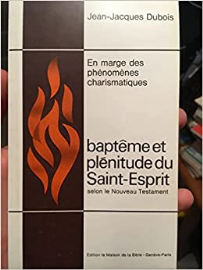 Jean-Jacques Dubois
En marge des
phénomènes
charismatiques
baptême et
plénitude du
Saint-Esprit
selon le Nouveau Testament
Edition la Maison de la Bible - Genève-Paris